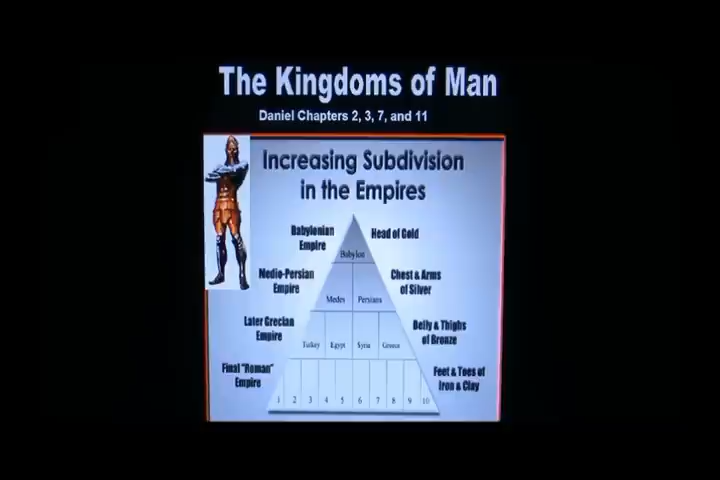 The Kingdoms of Man
Daniel Chapters 2, 3, 7, and 11
Increasing Subdivision
in the Empires
Babylonian
Empire
Head of Gold
Babylon
Medio-Persian
Empire
Chest & Arms
of Silver
Medes Persians
Later Grecian
Empire
Belly & Thighs
of Bronze
Turkey Egypt Syria Greece
Final "Roman"
Empire
Feet & Toes of
Iron & Clay
1 2 3 4 5 6 7 8 9 10